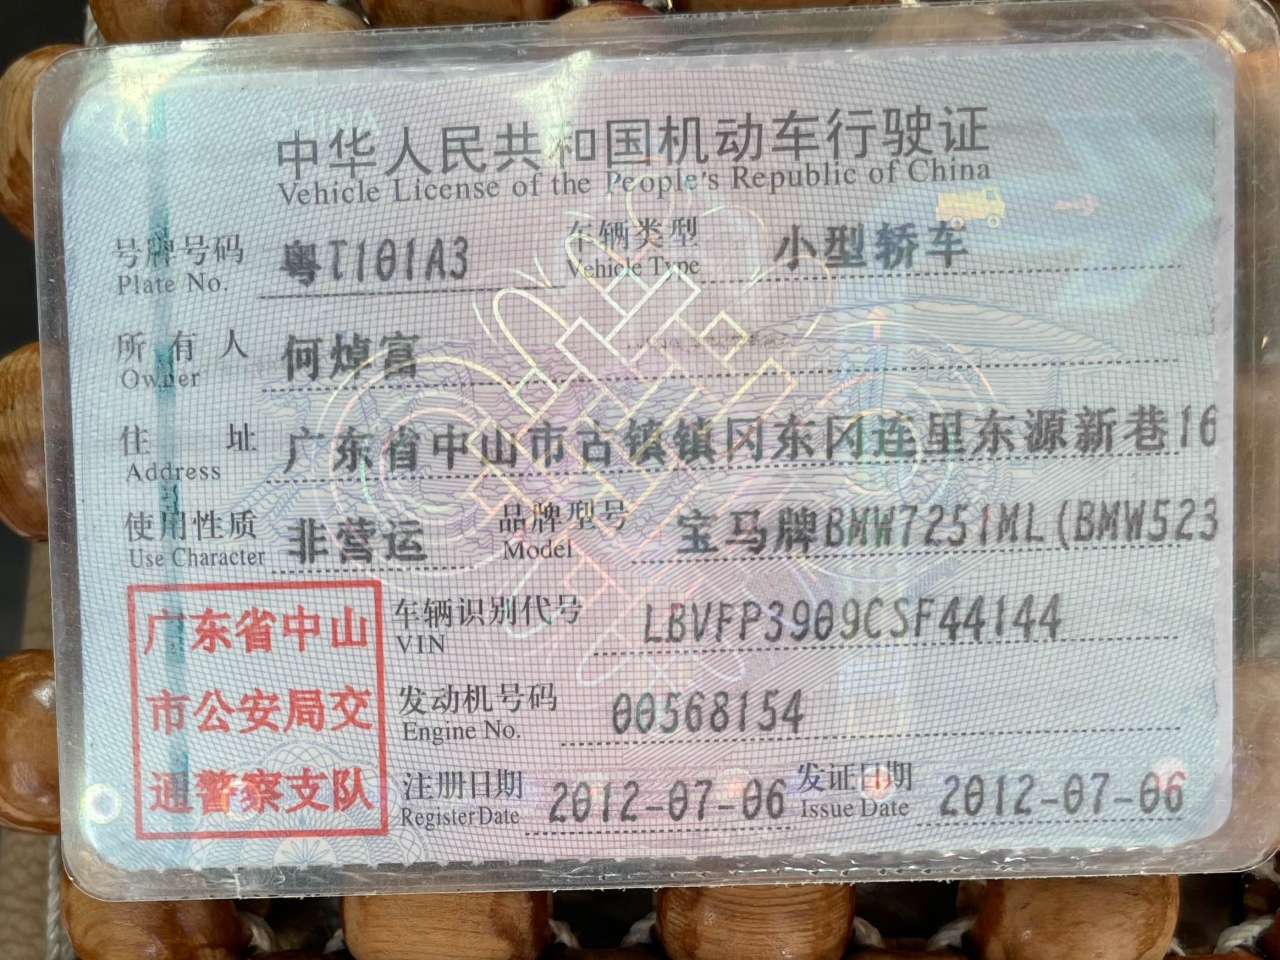 中华人民共和国机动车行驶证
Vehicle License of the People's Republic of China
号牌号码 粤T101A3 车辆类型 小型轿车
Plate No. Vehicle Type
所有人 何焯富
Owner
住址 广东省中山市古镇镇冈东冈连里东源新巷16
Address
使用性质 非营运 品牌型号 宝马牌BMW7251ML(BMW523
Use Character Model
广东省中山
市公安局交
通警察支队
车辆识别代号 LBVFP3909CSF44144
VIN
发动机号码 00568154
Engine No.
注册日期 2012-07-06 发证日期 2012-07-06
Register Date Issue Date